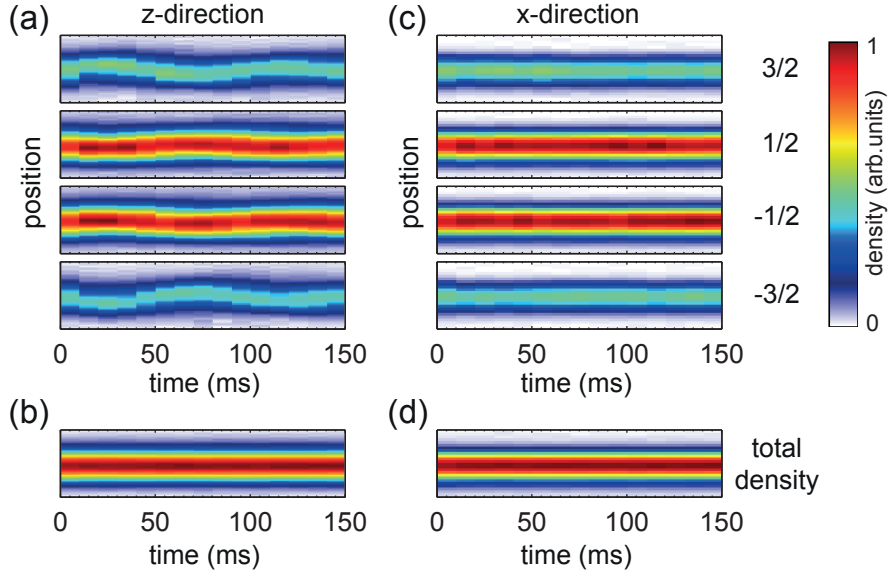 (a) z-direction (c) x-direction
3/2
1/2
-1/2
-3/2
position
position
0 50 100 150 0 50 100 150
time (ms) time (ms)
1
0
density (arb.units)
(b) (d)
total
density
0 50 100 150 0 50 100 150
time (ms) time (ms)